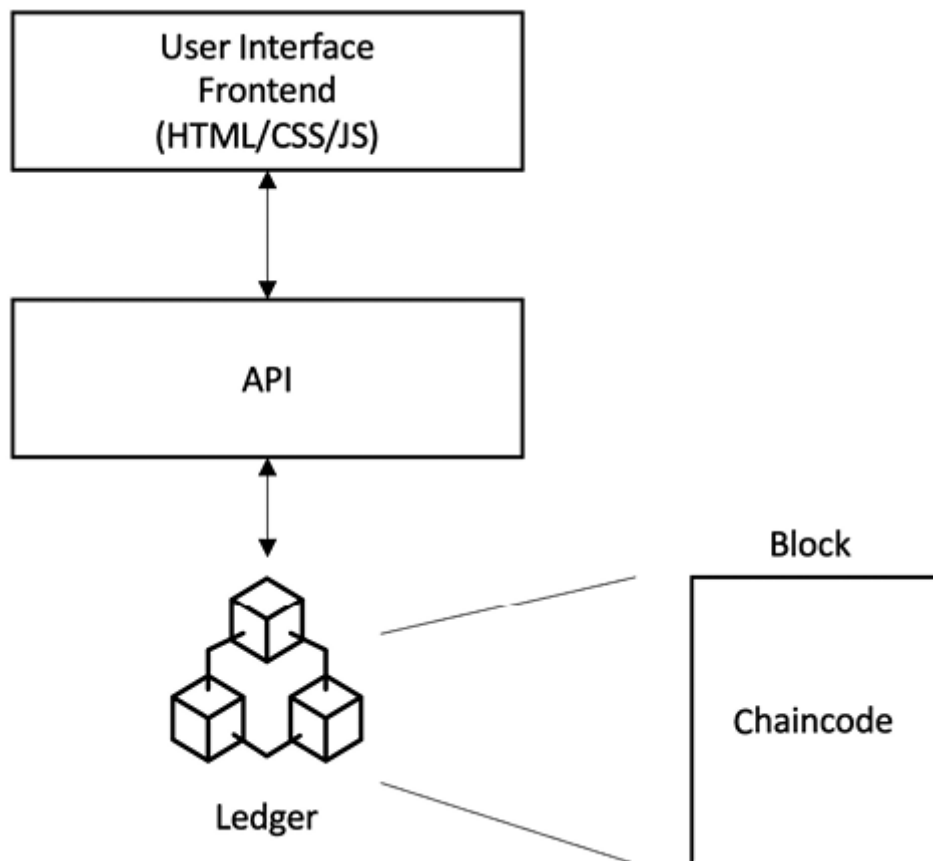 User Interface
Frontend
(HTML/CSS/JS)
API
Block
Chaincode
Ledger